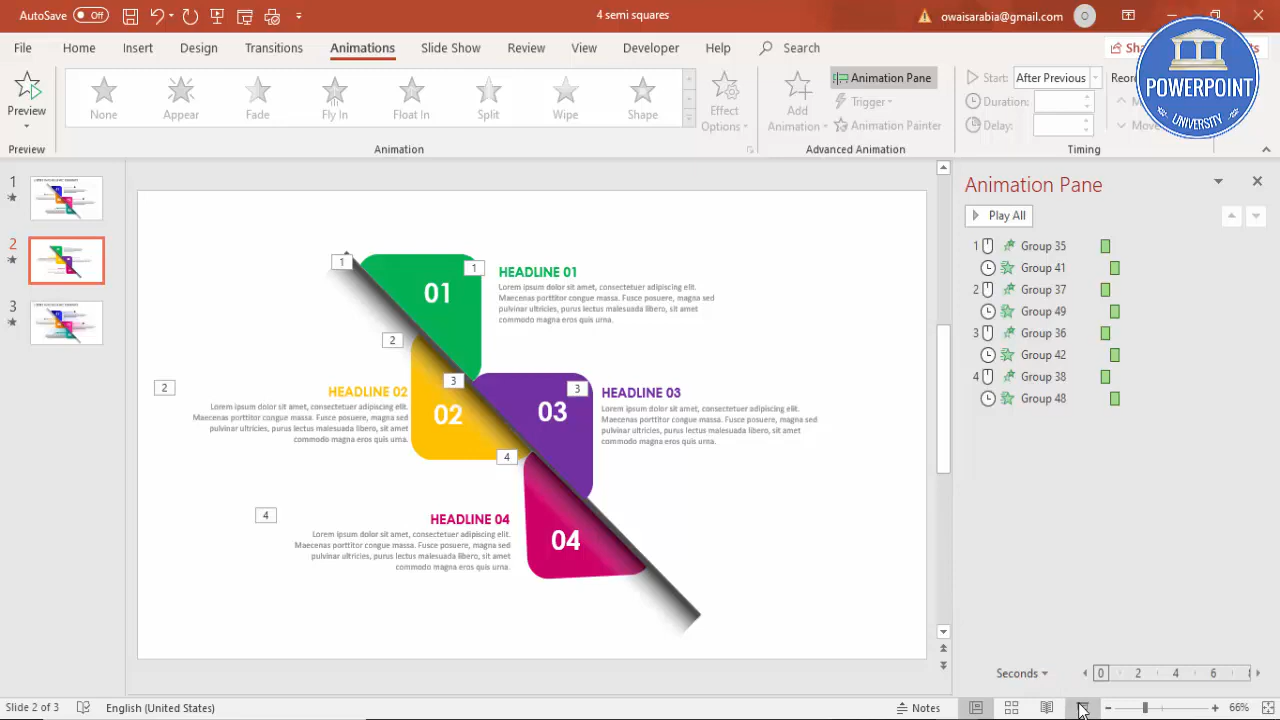 AutoSave Off
4 semi squares
owaisarabia@gmail.com
O
File Home Insert Design Transitions Animations Slide Show Review View Developer Help Search
Preview
Preview
None Appear Fade Fly In Float In Split Wipe Shape
Animation
Effect
Options
Add
Animation
Animation Pane
Trigger
Animation Painter
Advanced Animation
Start: After Previous
Duration:
Delay:
Timing
POWERPOINT
UNIVERSITY
1
2
3
Animation Pane
Play All
1 Group 35
Group 41
2 Group 37
Group 49
3 Group 36
Group 42
4 Group 38
Group 48
1
1
01
HEADLINE 01
Lorem ipsum dolor sit amet, consectetuer adipiscing elit.
Maecenas porttitor congue massa. Fusce posuere, magna sed
pulvinar ultricies, purus lectus malesuada libero, sit amet
commodo magna eros quis urna.
2
2
HEADLINE 02
Lorem ipsum dolor sit amet, consectetuer adipiscing elit.
Maecenas porttitor congue massa. Fusce posuere, magna sed
pulvinar ultricies, purus lectus malesuada libero, sit amet
commodo magna eros quis urna.
02
3
3
03
HEADLINE 03
Lorem ipsum dolor sit amet, consectetuer adipiscing elit.
Maecenas porttitor congue massa. Fusce posuere, magna sed
pulvinar ultricies, purus lectus malesuada libero, sit amet
commodo magna eros quis urna.
4
4
HEADLINE 04
Lorem ipsum dolor sit amet, consectetuer adipiscing elit.
Maecenas porttitor congue massa. Fusce posuere, magna sed
pulvinar ultricies, purus lectus malesuada libero, sit amet
commodo magna eros quis urna.
04
Seconds 0 2 4 6
Slide 2 of 3
English (United States)
Notes
66%